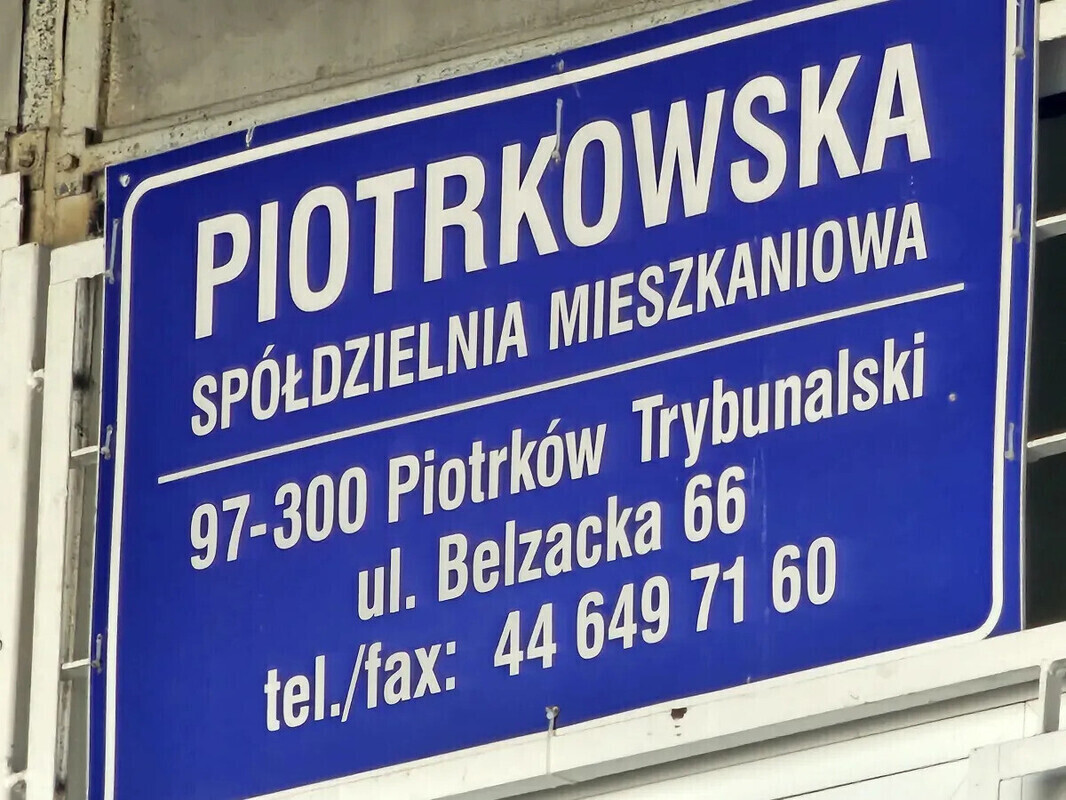 PIOTRKOWSKA
SPÓŁDZIELNIA MIESZKANIOWA
97-300 Piotrków Trybunalski
ul. Belzacka 66
tel./fax: 44 649 71 60